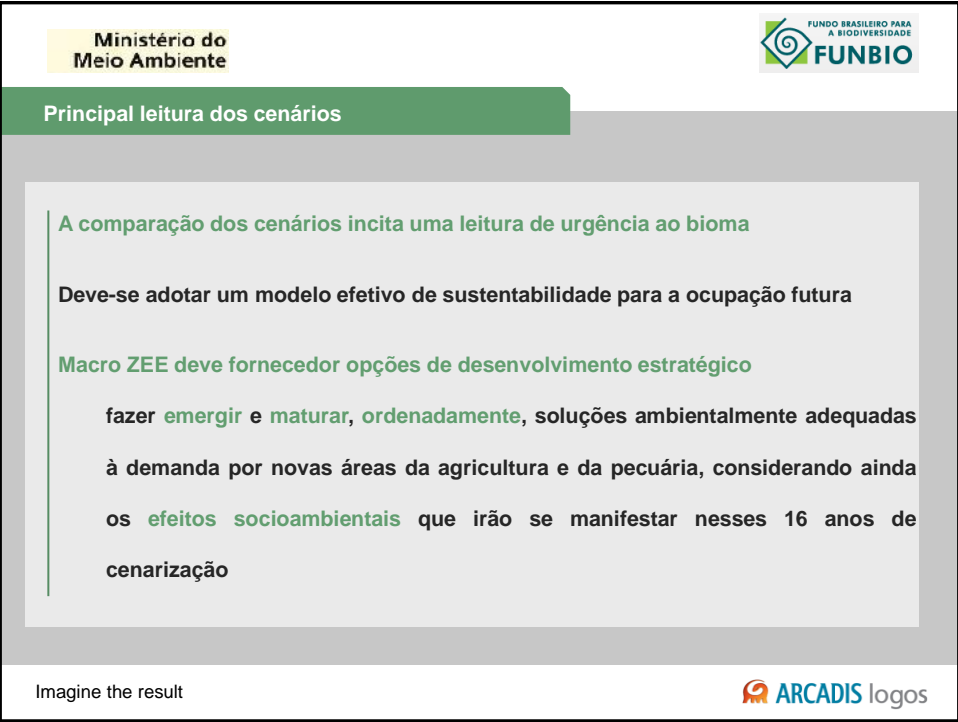 Ministério do
Meio Ambiente
FUNDO BRASILEIRO PARA
A BIODIVERSIDADE
FUNBIO
Principal leitura dos cenários
A comparação dos cenários incita uma leitura de urgência ao bioma
Deve-se adotar um modelo efetivo de sustentabilidade para a ocupação futura
Macro ZEE deve fornecedor opções de desenvolvimento estratégico
fazer emergir e maturar, ordenadamente, soluções ambientalmente adequadas
à demanda por novas áreas da agricultura e da pecuária, considerando ainda
os efeitos socioambientais que irão se manifestar nesses 16 anos de
cenarização
Imagine the result
ARCADIS logos